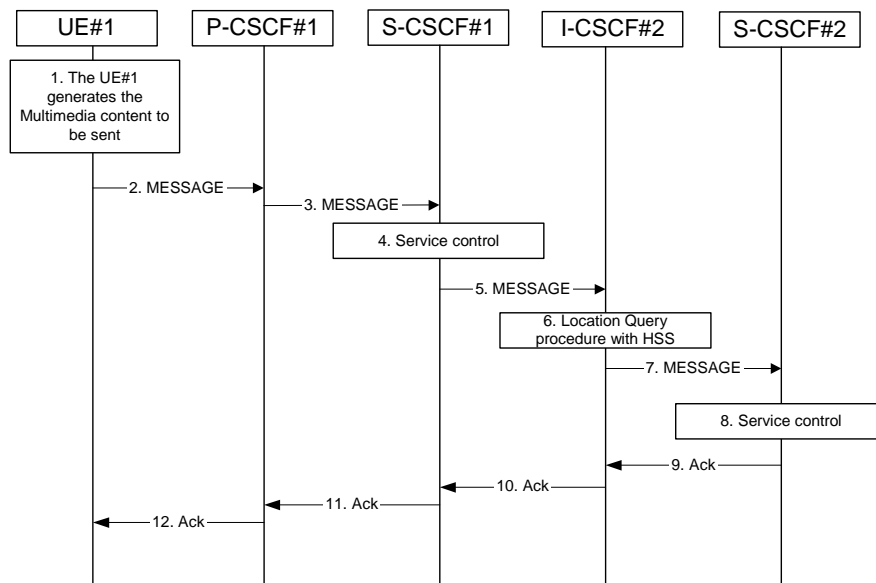 UE#1
P-CSCF#1
S-CSCF#1
I-CSCF#2
S-CSCF#2
1. The UE#1
generates the
Multimedia content to
be sent
2. MESSAGE
3. MESSAGE
4. Service control
5. MESSAGE
6. Location Query
procedure with HSS
7. MESSAGE
8. Service control
9. Ack
10. Ack
11. Ack
12. Ack